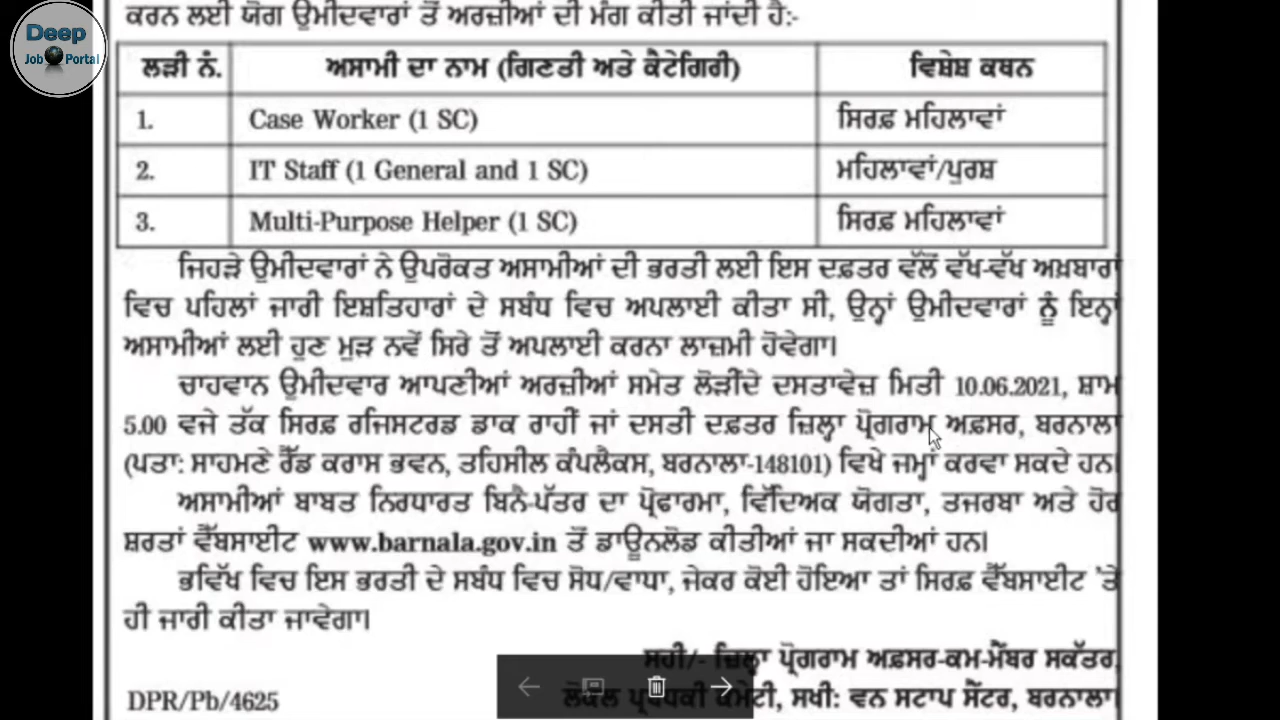 Deep
Job Portal
ਕਰਨ ਲਈ ਯੋਗ ਉਮੀਦਵਾਰਾਂ ਤੋਂ ਅਰਜ਼ੀਆਂ ਦੀ ਮੰਗ ਕੀਤੀ ਜਾਂਦੀ ਹੈ:-
ਲੜੀ ਨੰ. ਅਸਾਮੀ ਦਾ ਨਾਮ (ਗਿਣਤੀ ਅਤੇ ਕੈਟੇਗਿਰੀ) ਵਿਸ਼ੇਸ਼ ਕਥਨ
1. Case Worker (1 SC) ਸਿਰਫ਼ ਮਹਿਲਾਵਾਂ
2. IT Staff (1 General and 1 SC) ਮਹਿਲਾਵਾਂ/ਪੁਰਸ਼
3. Multi-Purpose Helper (1 SC) ਸਿਰਫ਼ ਮਹਿਲਾਵਾਂ
ਜਿਹੜੇ ਉਮੀਦਵਾਰਾਂ ਨੇ ਉਪਰੋਕਤ ਅਸਾਮੀਆਂ ਦੀ ਭਰਤੀ ਲਈ ਇਸ ਦਫ਼ਤਰ ਵੱਲੋਂ ਵੱਖ-ਵੱਖ ਅਖ਼ਬਾਰਾਂ
ਵਿਚ ਪਹਿਲਾਂ ਜਾਰੀ ਇਸ਼ਤਿਹਾਰਾਂ ਦੇ ਸਬੰਧ ਵਿਚ ਅਪਲਾਈ ਕੀਤਾ ਸੀ, ਉਨ੍ਹਾਂ ਉਮੀਦਵਾਰਾਂ ਨੂੰ ਇਨ੍ਹਾਂ
ਅਸਾਮੀਆਂ ਲਈ ਹੁਣ ਮੁੜ ਨਵੇਂ ਸਿਰੇ ਤੋਂ ਅਪਲਾਈ ਕਰਨਾ ਲਾਜ਼ਮੀ ਹੋਵੇਗਾ।
ਚਾਹਵਾਨ ਉਮੀਦਵਾਰ ਆਪਣੀਆਂ ਅਰਜ਼ੀਆਂ ਸਮੇਤ ਲੋੜੀਂਦੇ ਦਸਤਾਵੇਜ਼ ਮਿਤੀ 10.06.2021, ਸ਼ਾਮ
5.00 ਵਜੇ ਤੱਕ ਸਿਰਫ਼ ਰਜਿਸਟਰਡ ਡਾਕ ਰਾਹੀਂ ਜਾਂ ਦਸਤੀ ਦਫ਼ਤਰ ਜ਼ਿਲ੍ਹਾ ਪ੍ਰੋਗਰਾਮ ਅਫ਼ਸਰ, ਬਰਨਾਲਾ
(ਪਤਾ: ਸਾਹਮਣੇ ਰੈੱਡ ਕਰਾਸ ਭਵਨ, ਤਹਿਸੀਲ ਕੰਪਲੈਕਸ, ਬਰਨਾਲਾ-148101) ਵਿਖੇ ਜਮ੍ਹਾਂ ਕਰਵਾ ਸਕਦੇ ਹਨ।
ਅਸਾਮੀਆਂ ਬਾਬਤ ਨਿਰਧਾਰਤ ਬਿਨੈ-ਪੱਤਰ ਦਾ ਪ੍ਰੋਫਾਰਮਾ, ਵਿੱਦਿਅਕ ਯੋਗਤਾ, ਤਜਰਬਾ ਅਤੇ ਹੋਰ
ਸ਼ਰਤਾਂ ਵੈੱਬਸਾਈਟ www.barnala.gov.in ਤੋਂ ਡਾਊਨਲੋਡ ਕੀਤੀਆਂ ਜਾ ਸਕਦੀਆਂ ਹਨ।
ਭਵਿੱਖ ਵਿਚ ਇਸ ਭਰਤੀ ਦੇ ਸਬੰਧ ਵਿਚ ਸੋਧ/ਵਾਧਾ, ਜੇਕਰ ਕੋਈ ਹੋਇਆ ਤਾਂ ਸਿਰਫ਼ ਵੈੱਬਸਾਈਟ 'ਤੇ
ਹੀ ਜਾਰੀ ਕੀਤਾ ਜਾਵੇਗਾ।
ਸਹੀ/- ਜ਼ਿਲ੍ਹਾ ਪ੍ਰੋਗਰਾਮ ਅਫ਼ਸਰ-ਕਮ-ਮੈਂਬਰ ਸਕੱਤਰ,
DPR/Pb/4625 ਲੋਕਲ ਪ੍ਰਬੰਧਕੀ ਕਮੇਟੀ, ਸਖੀ: ਵਨ ਸਟਾਪ ਸੈਂਟਰ, ਬਰਨਾਲਾ।